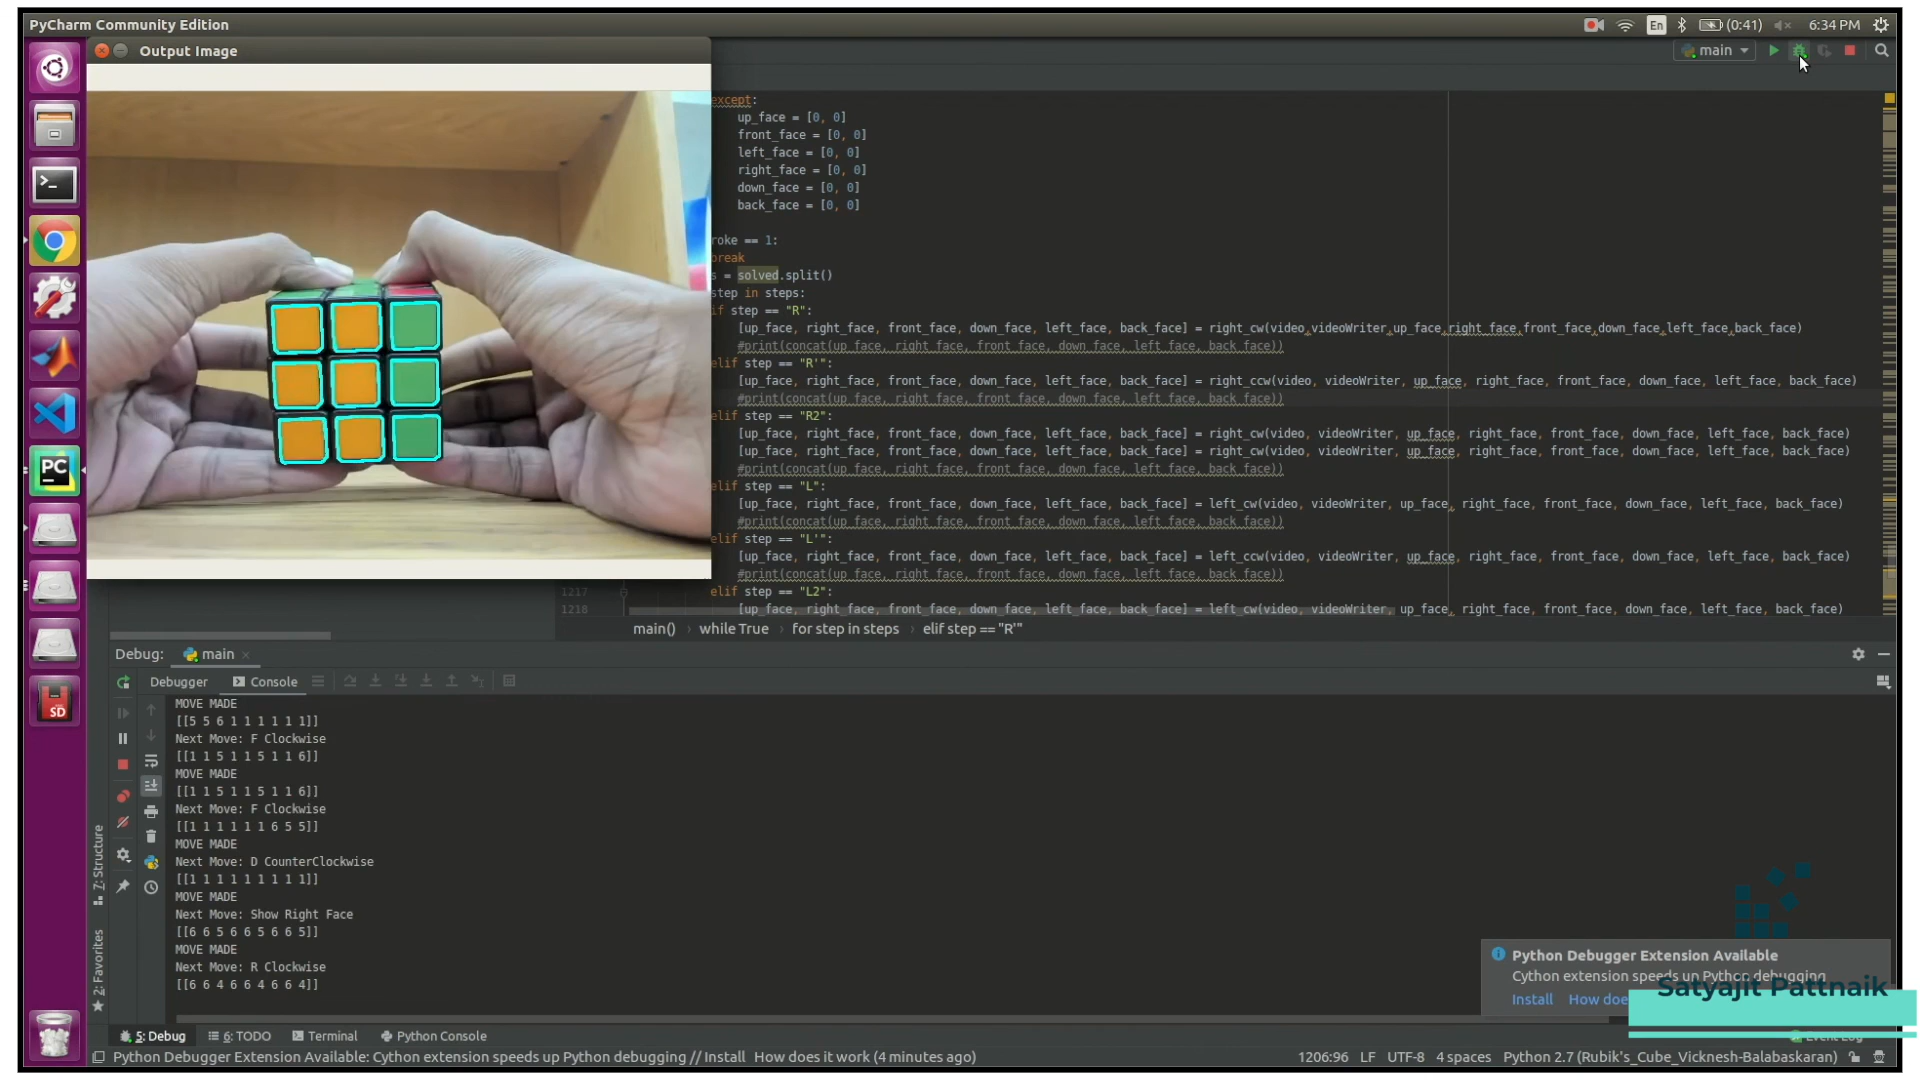 PyCharm Community Edition
En
(0:41)
6:34 PM
Output Image
main
except:
up_face = [0, 0]
front_face = [0, 0]
left_face = [0, 0]
right_face = [0, 0]
down_face = [0, 0]
back_face = [0, 0]
roke == 1:
break
s = solved.split()
step in steps:
if step == "R":
[up_face, right_face, front_face, down_face, left_face, back_face] = right_cw(video,videoWriter,up_face,right_face,front_face,down_face,left_face,back_face)
#print(concat(up_face, right_face, front_face, down_face, left_face, back_face))
elif step == "R'":
[up_face, right_face, front_face, down_face, left_face, back_face] = right_ccw(video, videoWriter, up_face, right_face, front_face, down_face, left_face, back_face)
#print(concat(up_face, right_face, front_face, down_face, left_face, back_face))
elif step == "R2":
[up_face, right_face, front_face, down_face, left_face, back_face] = right_cw(video, videoWriter, up_face, right_face, front_face, down_face, left_face, back_face)
[up_face, right_face, front_face, down_face, left_face, back_face] = right_cw(video, videoWriter, up_face, right_face, front_face, down_face, left_face, back_face)
#print(concat(up_face, right_face, front_face, down_face, left_face, back_face))
elif step == "L":
[up_face, right_face, front_face, down_face, left_face, back_face] = left_cw(video, videoWriter, up_face, right_face, front_face, down_face, left_face, back_face)
#print(concat(up_face, right_face, front_face, down_face, left_face, back_face))
elif step == "L'":
[up_face, right_face, front_face, down_face, left_face, back_face] = left_ccw(video, videoWriter, up_face, right_face, front_face, down_face, left_face, back_face)
#print(concat(up_face, right_face, front_face, down_face, left_face, back_face))
1217 elif step == "L2":
1218 [up_face, right_face, front_face, down_face, left_face, back_face] = left_cw(video, videoWriter, up_face, right_face, front_face, down_face, left_face, back_face)
main() › while True › for step in steps › elif step == "R'"
Debug: main
Debugger Console
MOVE MADE
[[5 5 6 1 1 1 1 1 1]]
Next Move: F Clockwise
[[1 1 5 1 1 5 1 1 6]]
MOVE MADE
[[1 1 5 1 1 5 1 1 6]]
Next Move: F Clockwise
[[1 1 1 1 1 1 6 5 5]]
MOVE MADE
Next Move: D CounterClockwise
[[1 1 1 1 1 1 1 1 1]]
MOVE MADE
Next Move: Show Right Face
[[6 6 5 6 6 5 6 6 5]]
MOVE MADE
Next Move: R Clockwise
[[6 6 4 6 6 4 6 6 4]]
7: Structure
2: Favorites
PC
SD
Python Debugger Extension Available
Cython extension speeds up Python debugging
Install How doe
Satyajit Pattnaik
5: Debug 6: TODO Terminal Python Console
Event Log
Python Debugger Extension Available: Cython extension speeds up Python debugging // Install How does it work (4 minutes ago)
1206:96 LF UTF-8 4 spaces Python 2.7 (Rubik's_Cube_Vicknesh-Balabaskaran)